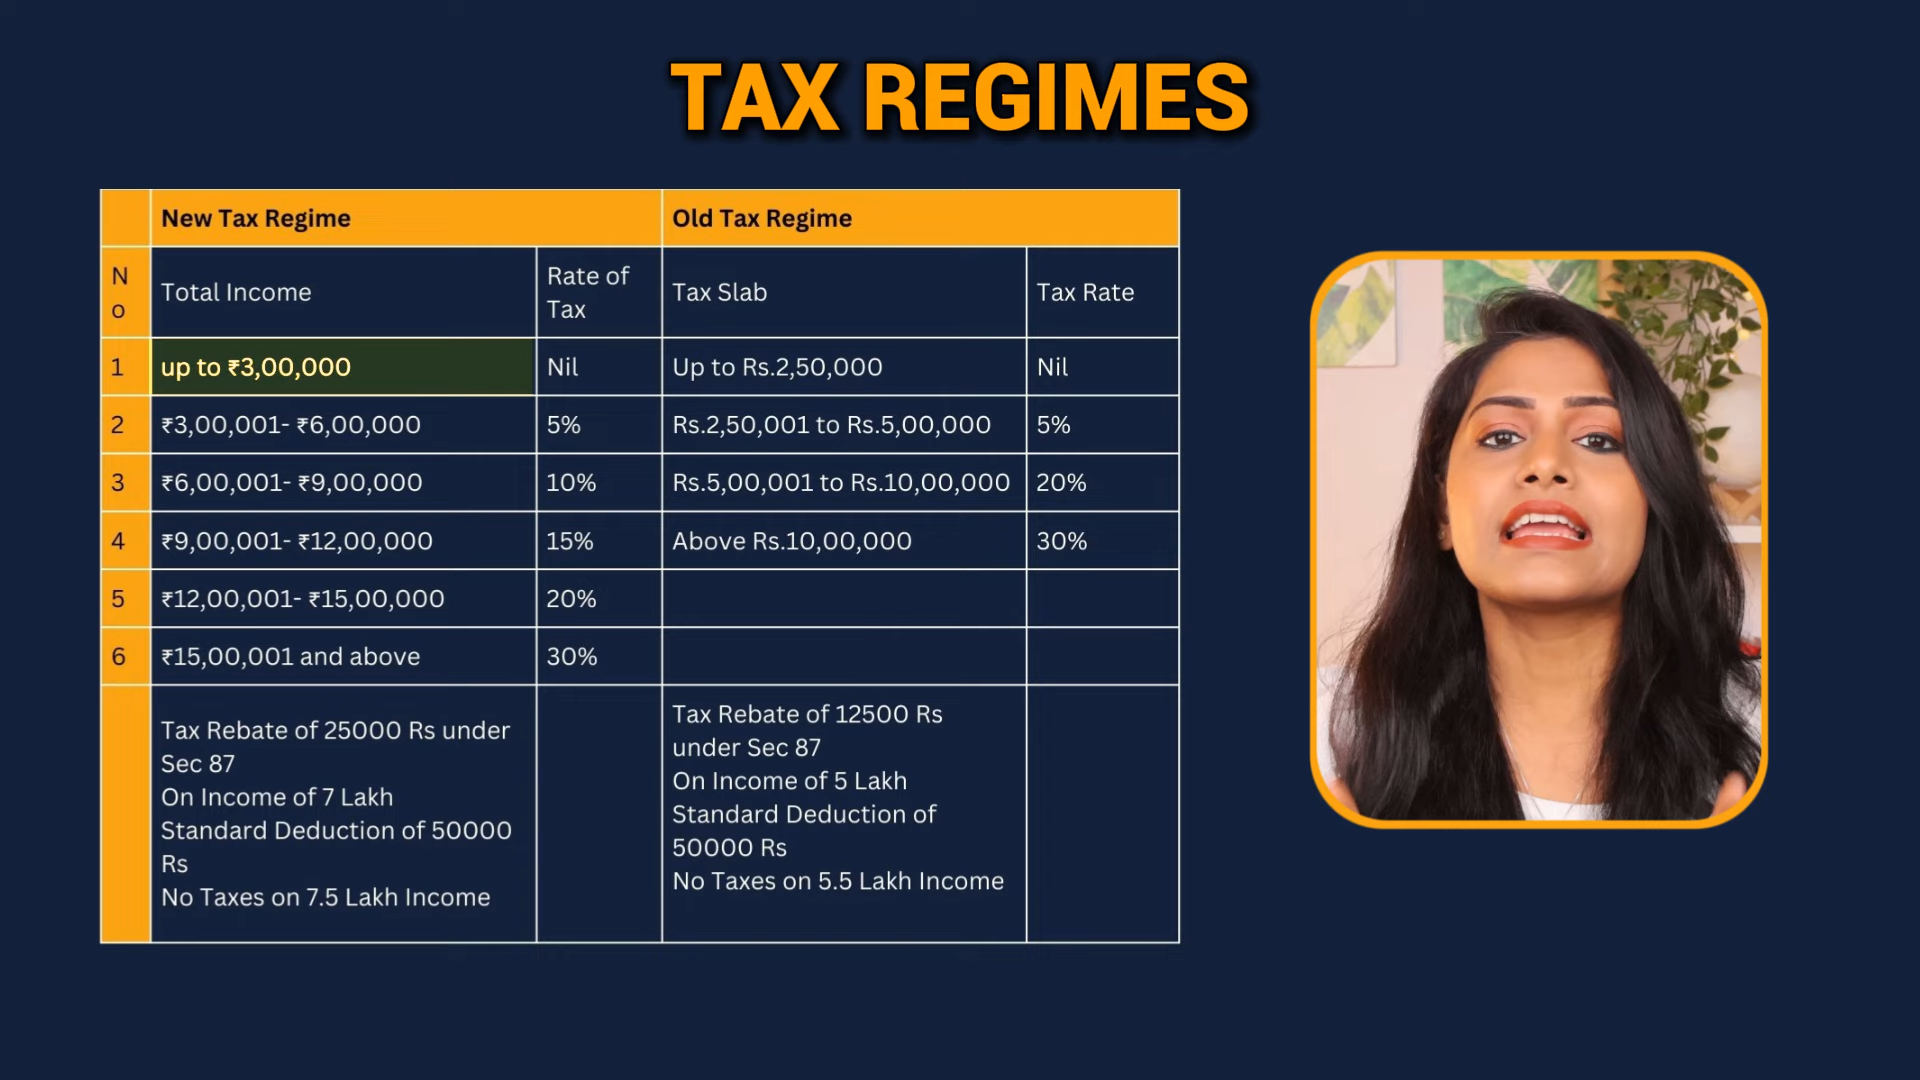 TAX REGIMES
New Tax Regime
Old Tax Regime
N
o
Total Income
Rate of
Tax
Tax Slab
Tax Rate
1
up to ₹3,00,000
Nil
Up to Rs.2,50,000
Nil
2
₹3,00,001- ₹6,00,000
5%
Rs.2,50,001 to Rs.5,00,000
5%
3
₹6,00,001- ₹9,00,000
10%
Rs.5,00,001 to Rs.10,00,000
20%
4
₹9,00,001- ₹12,00,000
15%
Above Rs.10,00,000
30%
5
₹12,00,001- ₹15,00,000
20%
6
₹15,00,001 and above
30%
Tax Rebate of 25000 Rs under
Sec 87
On Income of 7 Lakh
Standard Deduction of 50000
Rs
No Taxes on 7.5 Lakh Income
Tax Rebate of 12500 Rs
under Sec 87
On Income of 5 Lakh
Standard Deduction of
50000 Rs
No Taxes on 5.5 Lakh Income